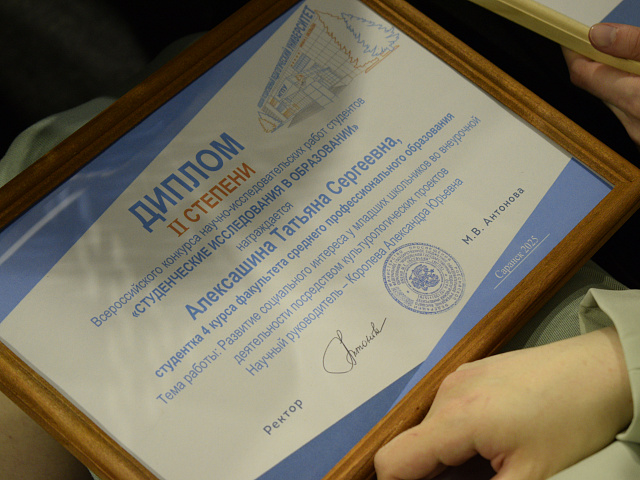 ДИПЛОМ
II СТЕПЕНИ
Всероссийского конкурса научно-исследовательских работ студентов
«СТУДЕНЧЕСКИЕ ИССЛЕДОВАНИЯ В ОБРАЗОВАНИИ»
награждается
Алексашина Татьяна Сергеевна,
студентка 4 курса факультета среднего профессионального образования
Тема работы: Развитие социального интереса у младших школьников во внеурочной
деятельности посредством культурологических проектов
Научный руководитель – Королева Александра Юрьевна
Ректор
М.В. Антонова
Саранск 2025